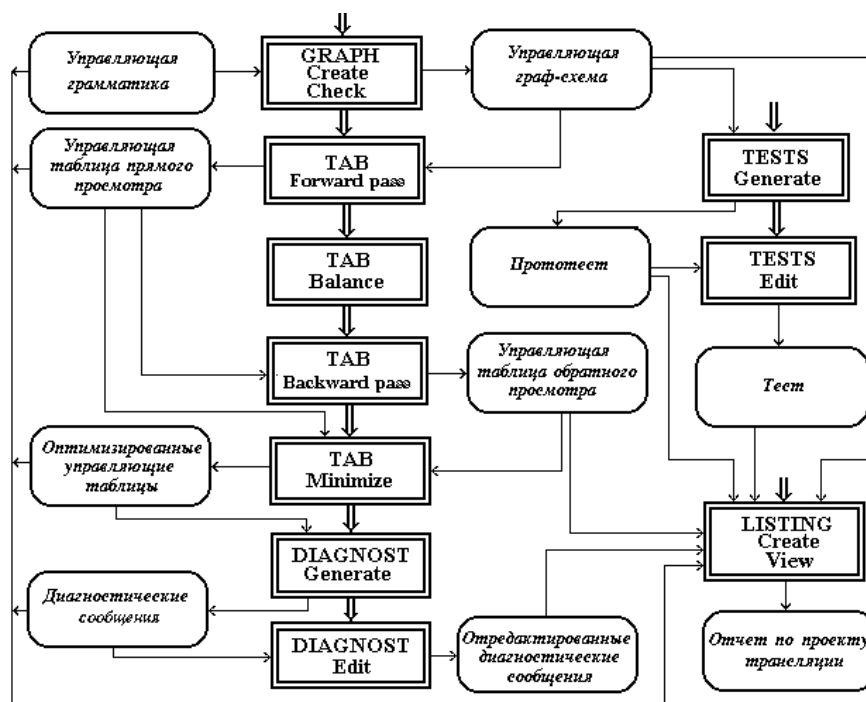 Управляющая
грамматика
GRAPH
Create
Check
Управляющая
граф-схема
Управляющая
таблица прямого
просмотра
TAB
Forward pass
TESTS
Generate
TAB
Balance
Прототест
TESTS
Edit
TAB
Backward pass
Управляющая
таблица обратного
просмотра
Тест
Оптимизированные
управляющие
таблицы
TAB
Minimize
LISTING
Create
View
DIAGNOST
Generate
Диагностические
сообщения
DIAGNOST
Edit
Отредактированные
диагностические
сообщения
Отчет по проекту
трансляции